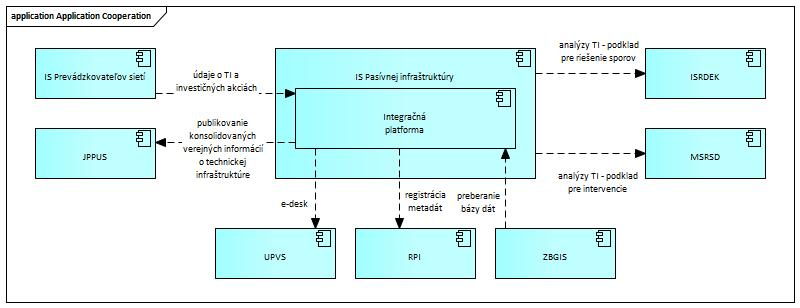 application Application Cooperation
IS Prevádzkovateľov sietí
údaje o TI a
investičných akciách
IS Pasívnej infraštruktúry
analýzy TI - podklad
pre riešenie sporov
ISRDEK
Integračná
platforma
publikovanie
konsolidovaných
verejných informácií
o technickej
infraštruktúre
JPPUS
MSRSD
analýzy TI - podklad
pre intervencie
e-desk
registrácia
metadát
preberanie
bázy dát
UPVS
RPI
ZBGIS